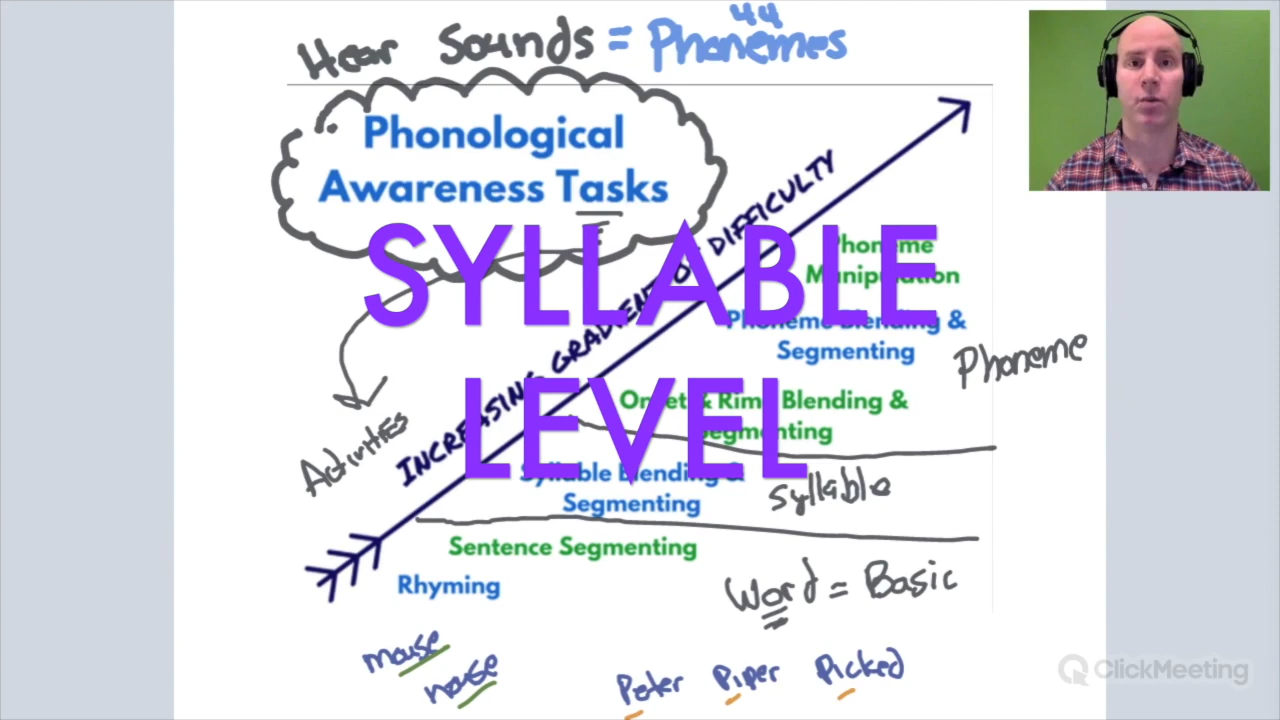 Hear Sounds = Phonemes
44
Phonological
Awareness Tasks
INCREASING GRADIENT OF DIFFICULTY
SYLLABLE
LEVEL
Phoneme
Manipulation
Phoneme Blending &
Segmenting
Phoneme
Onset & Rime Blending &
Segmenting
Activities
Syllable Blending &
Segmenting
Syllable
Sentence Segmenting
Rhyming
Word = Basic
mouse
house
Peter Piper Picked
ClickMeeting